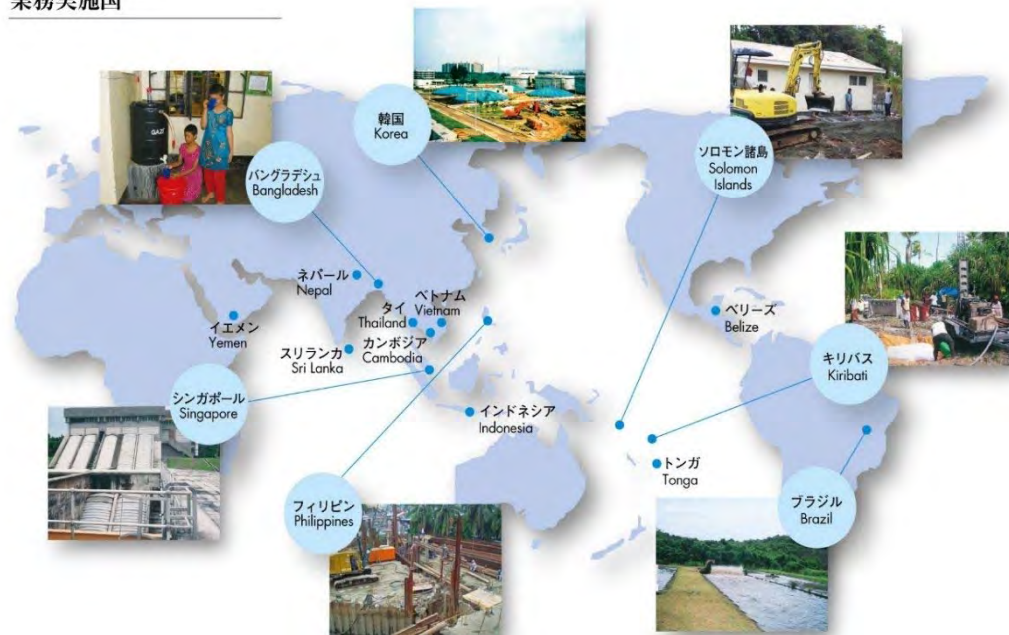 業務実施国
韓国
Korea
ソロモン諸島
Solomon
Islands
バングラデシュ
Bangladesh
GAZI
ネパール
Nepal
ベトナム
Vietnam
タイ
Thailand
カンボジア
Cambodia
イエメン
Yemen
スリランカ
Sri Lanka
ベリーズ
Belize
キリバス
Kiribati
シンガポール
Singapore
インドネシア
Indonesia
トンガ
Tonga
フィリピン
Philippines
ブラジル
Brazil